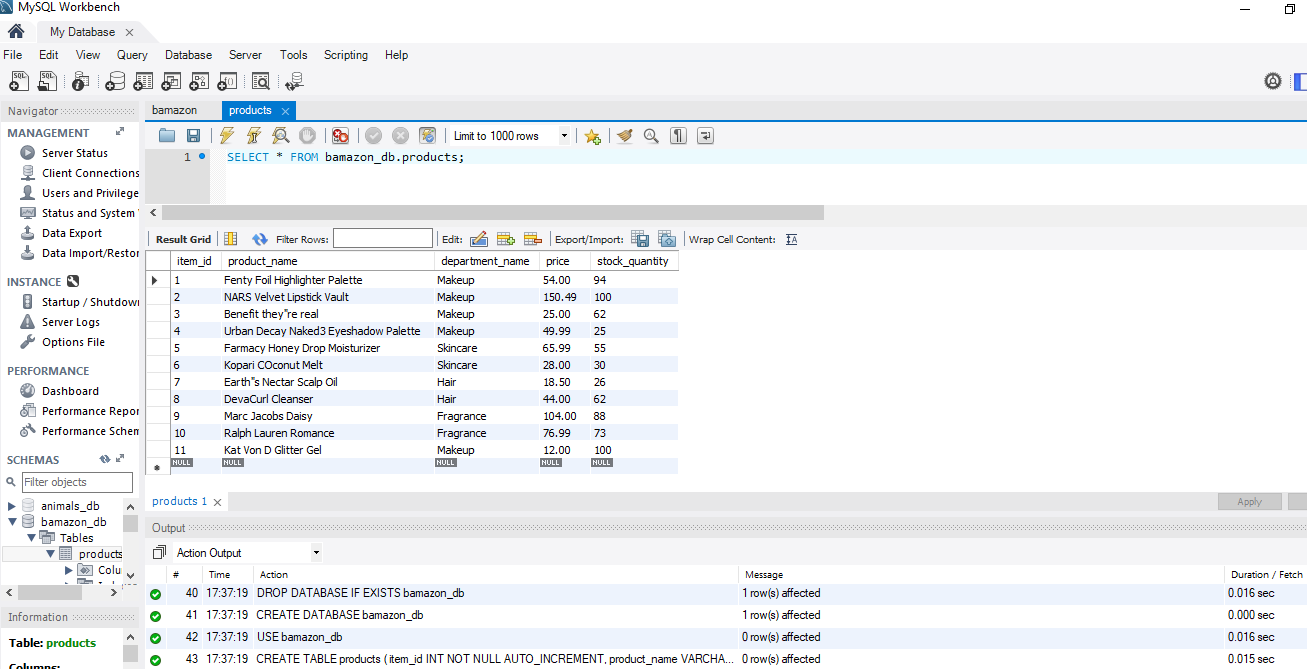 MySQL Workbench
My Database
File Edit View Query Database Server Tools Scripting Help
Navigator
MANAGEMENT
Server Status
Client Connections
Users and Privilege
Status and System
Data Export
Data Import/Restor
INSTANCE
Startup / Shutdown
Server Logs
Options File
PERFORMANCE
Dashboard
Performance Repor
Performance Schem
SCHEMAS
Filter objects
animals_db
bamazon_db
Tables
products
Colu
Information
Table: products
Columns:
bamazon products
Limit to 1000 rows
1 SELECT * FROM bamazon_db.products;
Result Grid Filter Rows: Edit: Export/Import: Wrap Cell Content: IA
item_id product_name department_name price stock_quantity
1 Fenty Foil Highlighter Palette Makeup 54.00 94
2 NARS Velvet Lipstick Vault Makeup 150.49 100
3 Benefit they"re real Makeup 25.00 62
4 Urban Decay Naked3 Eyeshadow Palette Makeup 49.99 25
5 Farmacy Honey Drop Moisturizer Skincare 65.99 55
6 Kopari COconut Melt Skincare 28.00 30
7 Earth"s Nectar Scalp Oil Hair 18.50 26
8 DevaCurl Cleanser Hair 44.00 62
9 Marc Jacobs Daisy Fragrance 104.00 88
10 Ralph Lauren Romance Fragrance 76.99 73
11 Kat Von D Glitter Gel Makeup 12.00 100
NULL NULL NULL NULL NULL
products 1 Apply
Output
Action Output
# Time Action Message Duration / Fetch
40 17:37:19 DROP DATABASE IF EXISTS bamazon_db 1 row(s) affected 0.016 sec
41 17:37:19 CREATE DATABASE bamazon_db 1 row(s) affected 0.000 sec
42 17:37:19 USE bamazon_db 0 row(s) affected 0.016 sec
43 17:37:19 CREATE TABLE products ( item_id INT NOT NULL AUTO_INCREMENT, product_name VARCHA... 0 row(s) affected 0.015 sec